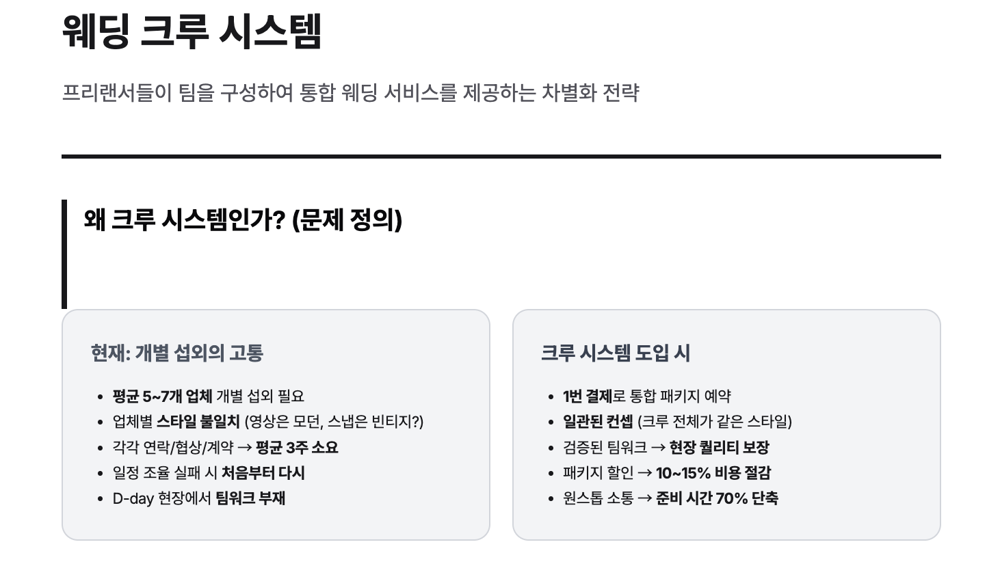 웨딩 크루 시스템
프리랜서들이 팀을 구성하여 통합 웨딩 서비스를 제공하는 차별화 전략
왜 크루 시스템인가? (문제 정의)
현재: 개별 섭외의 고통
• 평균 5~7개 업체 개별 섭외 필요
• 업체별 스타일 불일치 (영상은 모던, 스냅은 빈티지?)
• 각각 연락/협상/계약 → 평균 3주 소요
• 일정 조율 실패 시 처음부터 다시
• D-day 현장에서 팀워크 부재
크루 시스템 도입 시
• 1번 결제로 통합 패키지 예약
• 일관된 컨셉 (크루 전체가 같은 스타일)
• 검증된 팀워크 → 현장 퀄리티 보장
• 패키지 할인 → 10~15% 비용 절감
• 원스톱 소통 → 준비 시간 70% 단축